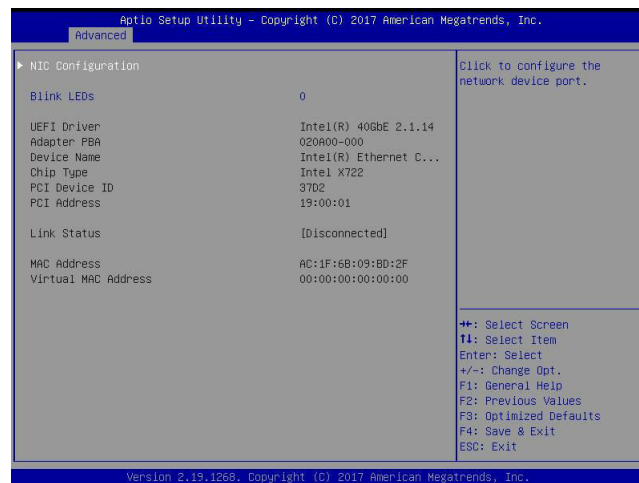 Aptio Setup Utility – Copyright (C) 2017 American Megatrends, Inc.
Advanced
▶ NIC Configuration
Blink LEDs 0
UEFI Driver Intel(R) 40GbE 2.1.14
Adapter PBA 020A00-000
Device Name Intel(R) Ethernet C...
Chip Type Intel X722
PCI Device ID 37D2
PCI Address 19:00:01
Link Status [Disconnected]
MAC Address AC:1F:6B:09:BD:2F
Virtual MAC Address 00:00:00:00:00:00
Click to configure the
network device port.
→←: Select Screen
↑↓: Select Item
Enter: Select
+/-: Change Opt.
F1: General Help
F2: Previous Values
F3: Optimized Defaults
F4: Save & Exit
ESC: Exit
Version 2.19.1268. Copyright (C) 2017 American Megatrends, Inc.